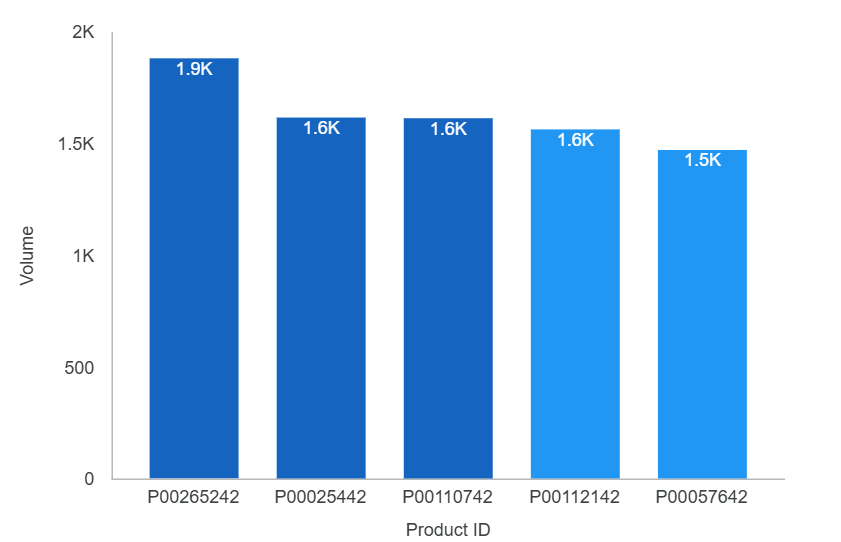 2K
1.5K
1K
500
0
Volume
1.9K
1.6K
1.6K
1.6K
1.5K
P00265242 P00025442 P00110742 P00112142 P00057642
Product ID